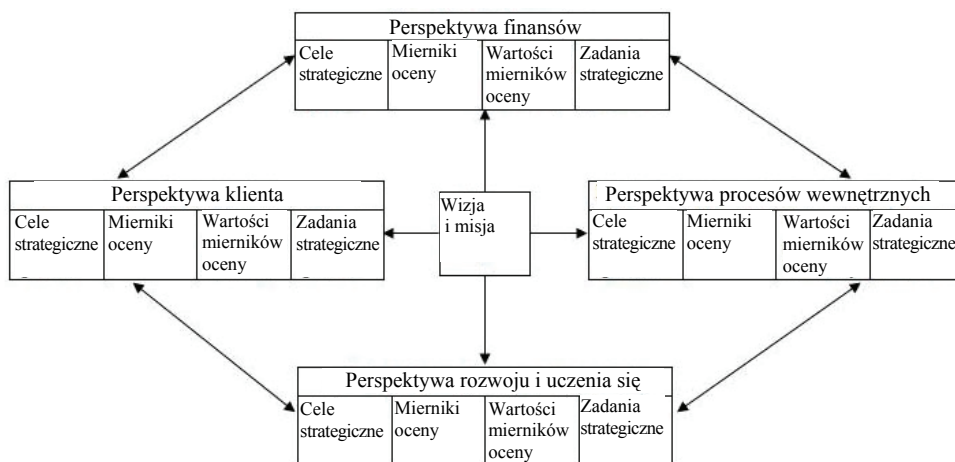 Perspektywa finansów
Cele
strategiczne
Mierniki
oceny
Wartości
mierników
oceny
Zadania
strategiczne
Perspektywa klienta
Cele
strategiczne
Mierniki
oceny
Wartości
mierników
oceny
Zadania
strategiczne
Wizja
i misja
Perspektywa procesów wewnętrznych
Cele
strategiczne
Mierniki
oceny
Wartości
mierników
oceny
Zadania
strategiczne
Perspektywa rozwoju i uczenia się
Cele
strategiczne
Mierniki
oceny
Wartości
mierników
oceny
Zadania
strategiczne